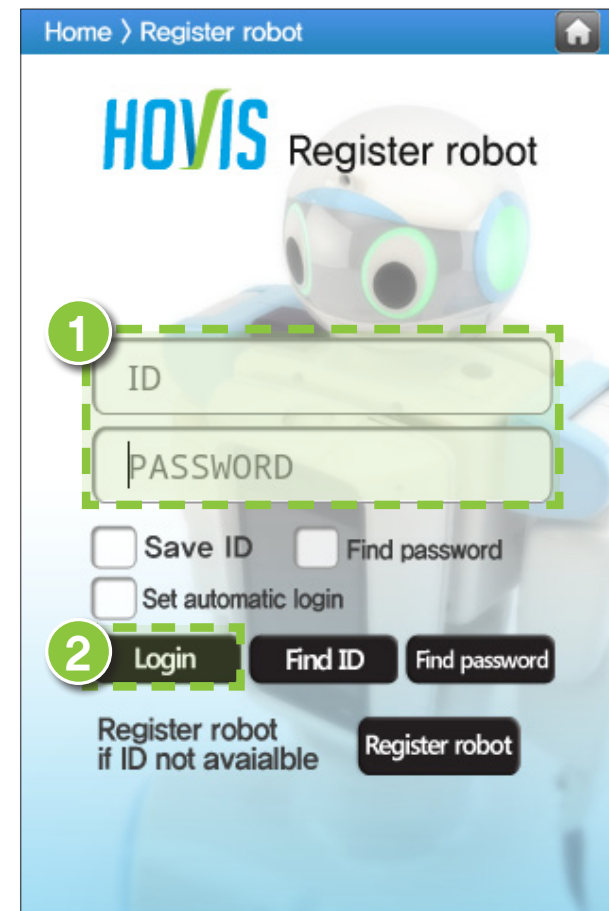 Home > Register robot
HOVIS Register robot
1
ID
PASSWORD
Save ID Find password
Set automatic login
2 Login Find ID Find password
Register robot
if ID not avaialble
Register robot